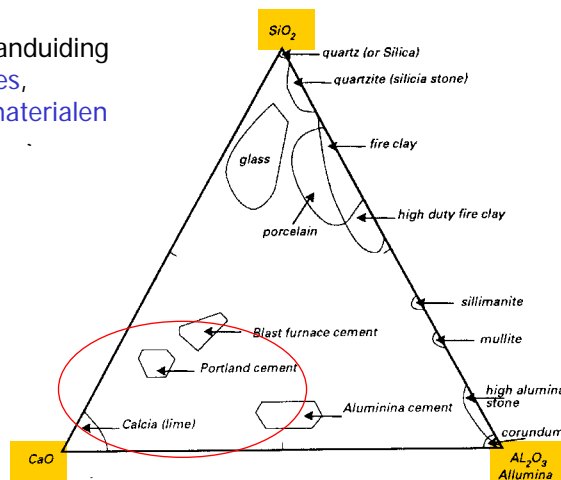 SiO2
anduiding
es,
materialen
quartz (or Silica)
quartzite (silicia stone)
fire clay
glass
high duty fire clay
porcelain
sillimanite
Blast furnace cement
mullite
Portland cement
high alumina
stone
Aluminina cement
Calcia (lime)
corundum
CaO
AL2O3
Allumina